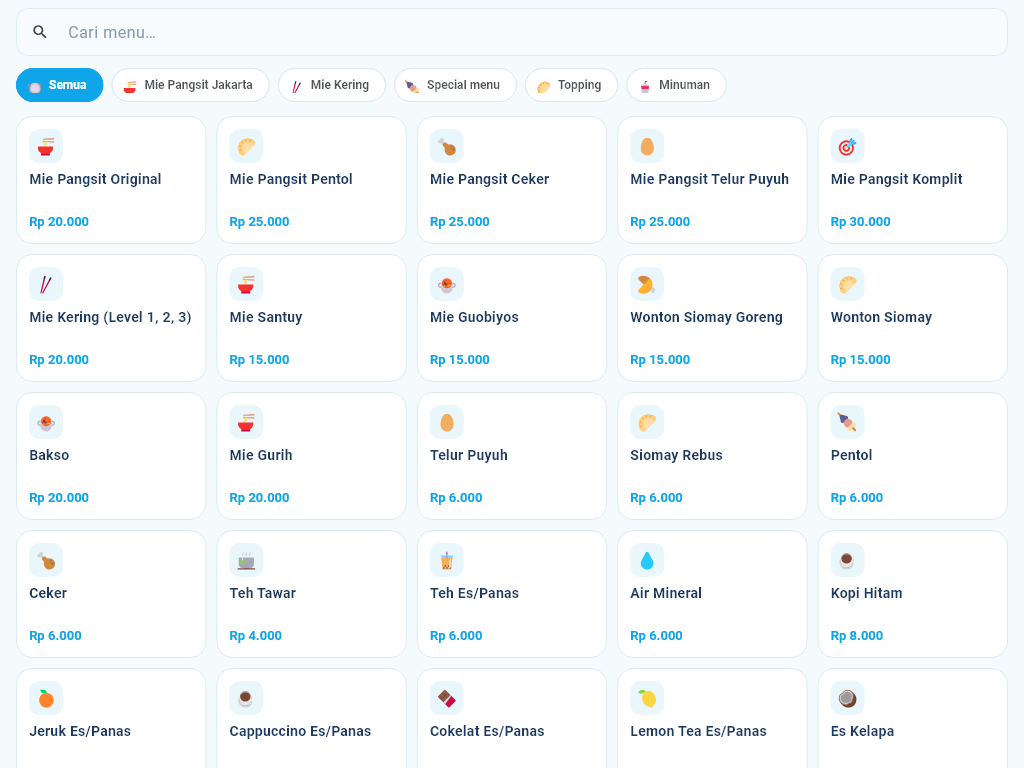 Cari menu…
Semua
Mie Pangsit Jakarta
Mie Kering
Special menu
Topping
Minuman
Mie Pangsit Original
Rp 20.000
Mie Pangsit Pentol
Rp 25.000
Mie Pangsit Ceker
Rp 25.000
Mie Pangsit Telur Puyuh
Rp 25.000
Mie Pangsit Komplit
Rp 30.000
Mie Kering (Level 1, 2, 3)
Rp 20.000
Mie Santuy
Rp 15.000
Mie Guobiyos
Rp 15.000
Wonton Siomay Goreng
Rp 15.000
Wonton Siomay
Rp 15.000
Bakso
Rp 20.000
Mie Gurih
Rp 20.000
Telur Puyuh
Rp 6.000
Siomay Rebus
Rp 6.000
Pentol
Rp 6.000
Ceker
Rp 6.000
Teh Tawar
Rp 4.000
Teh Es/Panas
Rp 6.000
Air Mineral
Rp 6.000
Kopi Hitam
Rp 8.000
Jeruk Es/Panas
Cappuccino Es/Panas
Cokelat Es/Panas
Lemon Tea Es/Panas
Es Kelapa